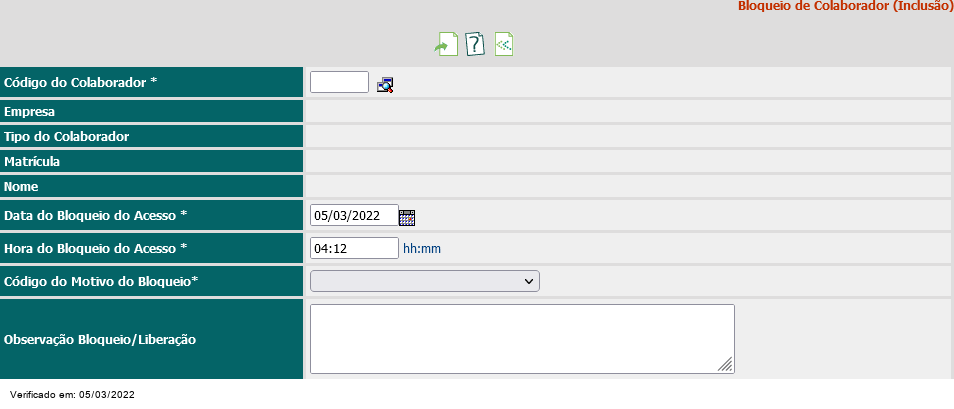 Bloqueio de Colaborador (Inclusão)
Código do Colaborador *
Empresa
Tipo do Colaborador
Matrícula
Nome
Data do Bloqueio do Acesso * 05/03/2022
Hora do Bloqueio do Acesso * 04:12 hh:mm
Código do Motivo do Bloqueio*
Observação Bloqueio/Liberação
Verificado em: 05/03/2022